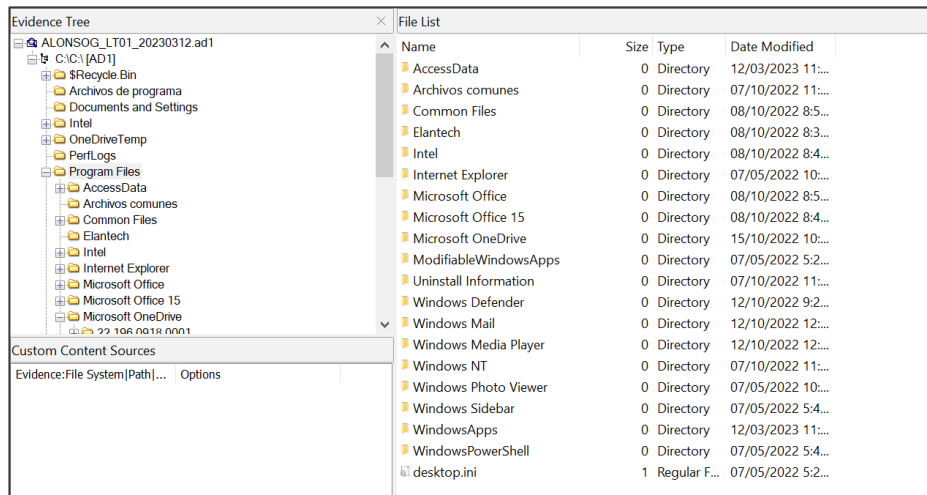 Evidence Tree
ALONSOG_LT01_20230312.ad1
C:\C:\ [AD1]
$Recycle.Bin
Archivos de programa
Documents and Settings
Intel
OneDriveTemp
PerfLogs
Program Files
AccessData
Archivos comunes
Common Files
Elantech
Intel
Internet Explorer
Microsoft Office
Microsoft Office 15
Microsoft OneDrive
22.196.0918.0001
Custom Content Sources
Evidence:File System|Path|... Options
File List
Name Size Type Date Modified
AccessData 0 Directory 12/03/2023 11:...
Archivos comunes 0 Directory 07/10/2022 11:...
Common Files 0 Directory 08/10/2022 8:5...
Elantech 0 Directory 08/10/2022 8:3...
Intel 0 Directory 08/10/2022 8:4...
Internet Explorer 0 Directory 07/05/2022 10:...
Microsoft Office 0 Directory 08/10/2022 8:5...
Microsoft Office 15 0 Directory 08/10/2022 8:4...
Microsoft OneDrive 0 Directory 15/10/2022 10:...
ModifiableWindowsApps 0 Directory 07/05/2022 5:2...
Uninstall Information 0 Directory 07/10/2022 11:...
Windows Defender 0 Directory 12/10/2022 9:2...
Windows Mail 0 Directory 12/10/2022 12:...
Windows Media Player 0 Directory 12/10/2022 12:...
Windows NT 0 Directory 07/10/2022 11:...
Windows Photo Viewer 0 Directory 07/05/2022 10:...
Windows Sidebar 0 Directory 07/05/2022 5:4...
WindowsApps 0 Directory 12/03/2023 11:...
WindowsPowerShell 0 Directory 07/05/2022 5:4...
desktop.ini 1 Regular F... 07/05/2022 5:2...